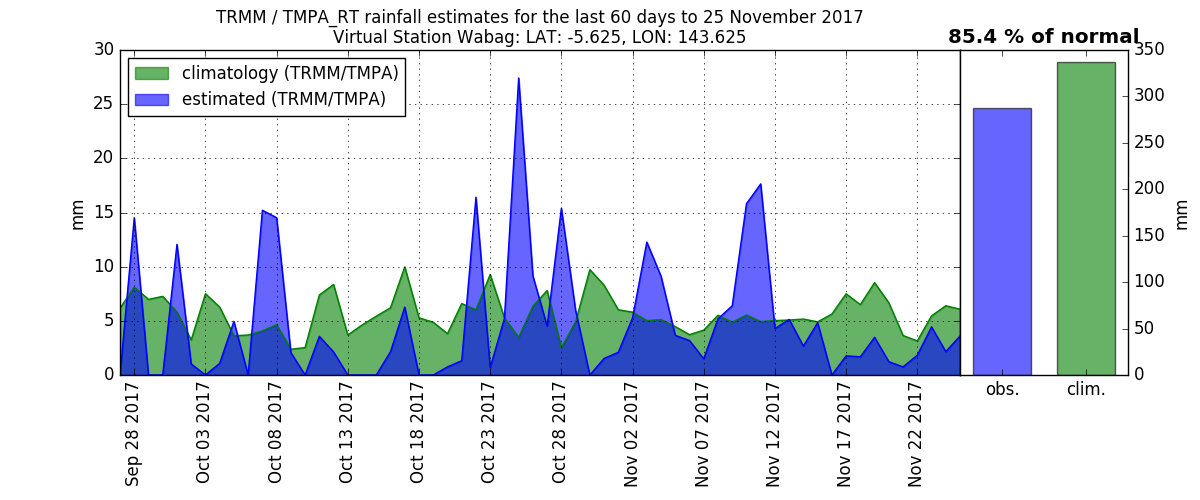 TRMM / TMPA_RT rainfall estimates for the last 60 days to 25 November 2017
Virtual Station Wabag: LAT: -5.625, LON: 143.625
85.4 % of normal
climatology (TRMM/TMPA)
estimated (TRMM/TMPA)
30
25
20
15
10
5
0
mm
350
300
250
200
150
100
50
0
mm
Sep 28 2017
Oct 03 2017
Oct 08 2017
Oct 13 2017
Oct 18 2017
Oct 23 2017
Oct 28 2017
Nov 02 2017
Nov 07 2017
Nov 12 2017
Nov 17 2017
Nov 22 2017
obs.
clim.